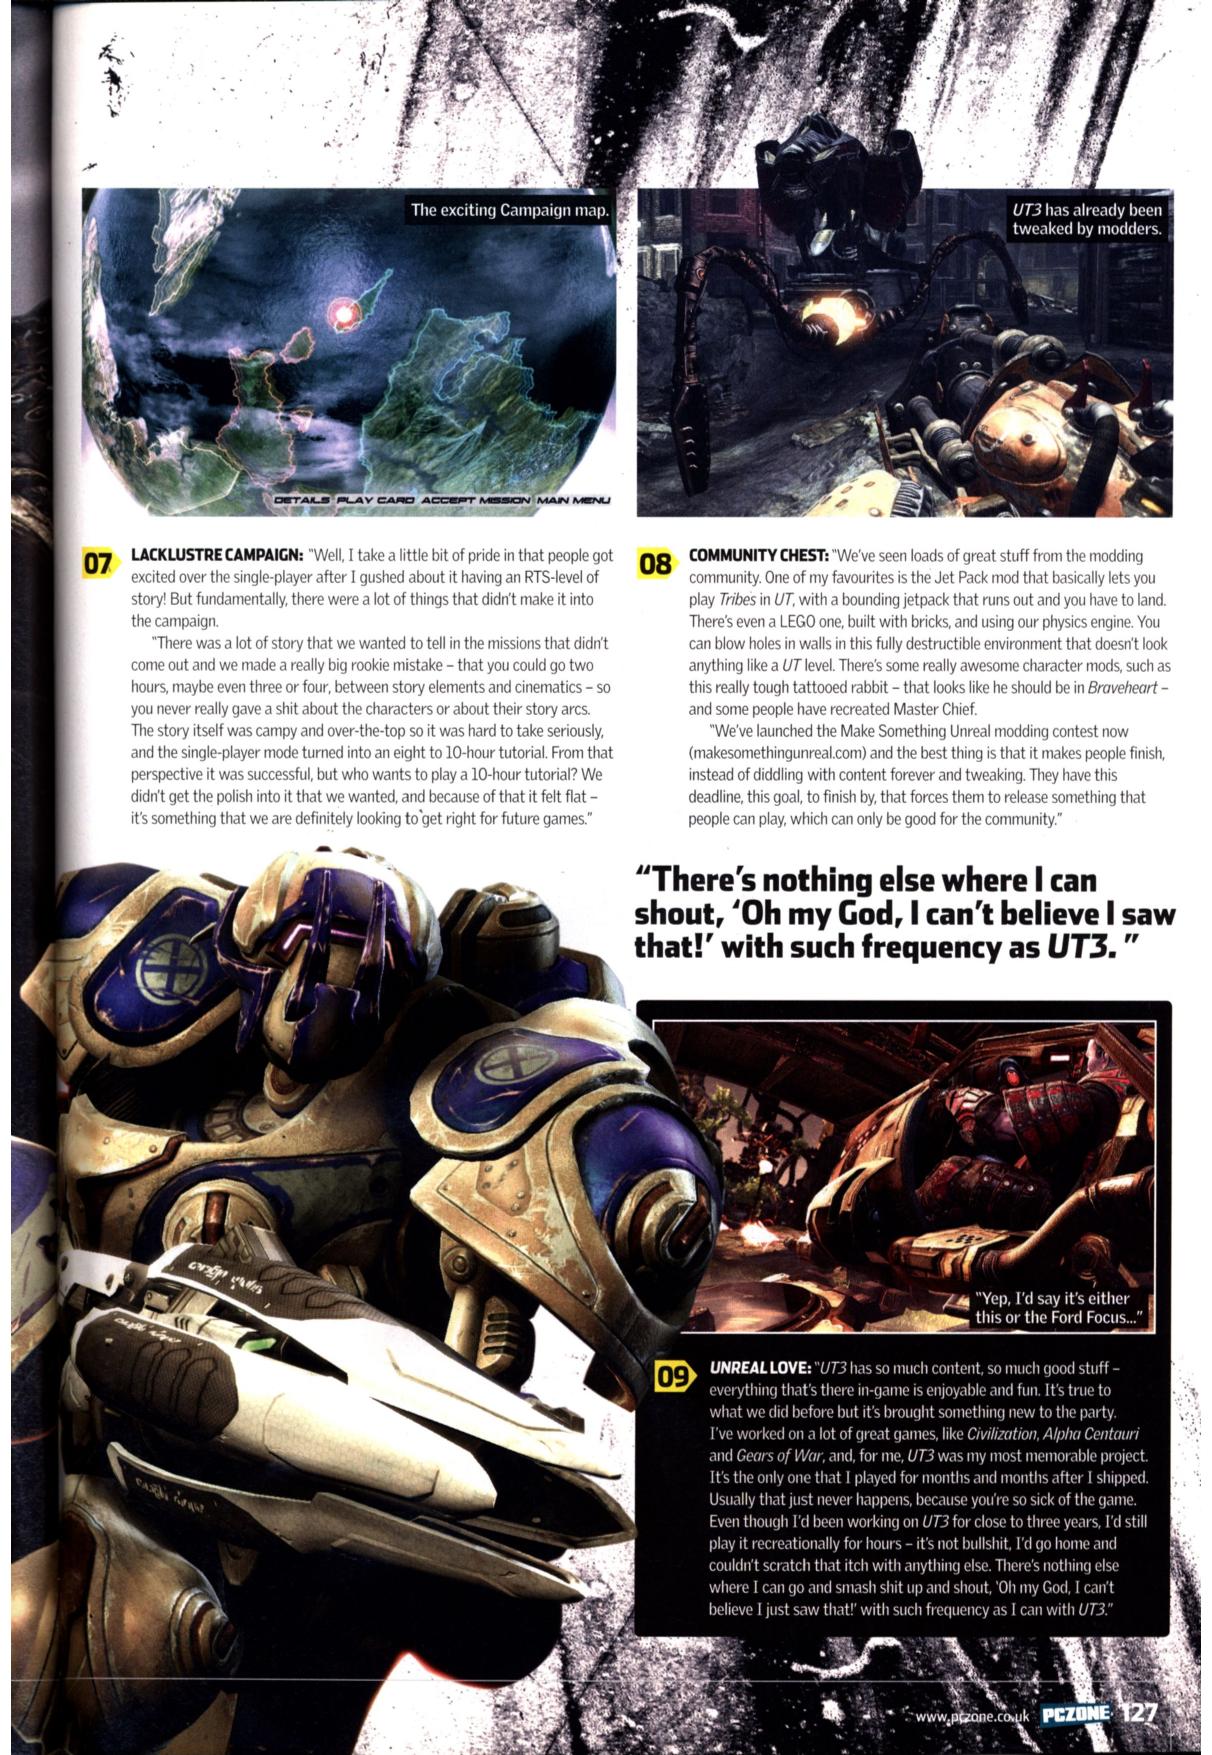 The exciting Campaign map.
DETAILS PLAY CARD ACCEPT MISSION MAIN MENU
UT3 has already been
tweaked by modders.
07
LACKLUSTRE CAMPAIGN: "Well, I take a little bit of pride in that people got
excited over the single-player after I gushed about it having an RTS-level of
story! But fundamentally, there were a lot of things that didn't make it into
the campaign.
"There was a lot of story that we wanted to tell in the missions that didn't
come out and we made a really big rookie mistake – that you could go two
hours, maybe even three or four, between story elements and cinematics – so
you never really gave a shit about the characters or about their story arcs.
The story itself was campy and over-the-top so it was hard to take seriously,
and the single-player mode turned into an eight to 10-hour tutorial. From that
perspective it was successful, but who wants to play a 10-hour tutorial? We
didn't get the polish into it that we wanted, and because of that it felt flat –
it's something that we are definitely looking to get right for future games."
08
COMMUNITY CHEST: "We've seen loads of great stuff from the modding
community. One of my favourites is the Jet Pack mod that basically lets you
play Tribes in UT, with a bounding jetpack that runs out and you have to land.
There's even a LEGO one, built with bricks, and using our physics engine. You
can blow holes in walls in this fully destructible environment that doesn't look
anything like a UT level. There's some really awesome character mods, such as
this really tough tattooed rabbit – that looks like he should be in Braveheart –
and some people have recreated Master Chief.
"We've launched the Make Something Unreal modding contest now
(makesomethingunreal.com) and the best thing is that it makes people finish,
instead of diddling with content forever and tweaking. They have this
deadline, this goal, to finish by, that forces them to release something that
people can play, which can only be good for the community."
"There's nothing else where I can
shout, 'Oh my God, I can't believe I saw
that!' with such frequency as UT3."
"Yep, I'd say it's either
this or the Ford Focus..."
09
UNREAL LOVE: "UT3 has so much content, so much good stuff –
everything that's there in-game is enjoyable and fun. It's true to
what we did before but it's brought something new to the party.
I've worked on a lot of great games, like Civilization, Alpha Centauri
and Gears of War, and, for me, UT3 was my most memorable project.
It's the only one that I played for months and months after I shipped.
Usually that just never happens, because you're so sick of the game.
Even though I'd been working on UT3 for close to three years, I'd still
play it recreationally for hours – it's not bullshit, I'd go home and
couldn't scratch that itch with anything else. There's nothing else
where I can go and smash shit up and shout, 'Oh my God, I can't
believe I just saw that!' with such frequency as I can with UT3."
www.pczone.co.uk PCZONE 127